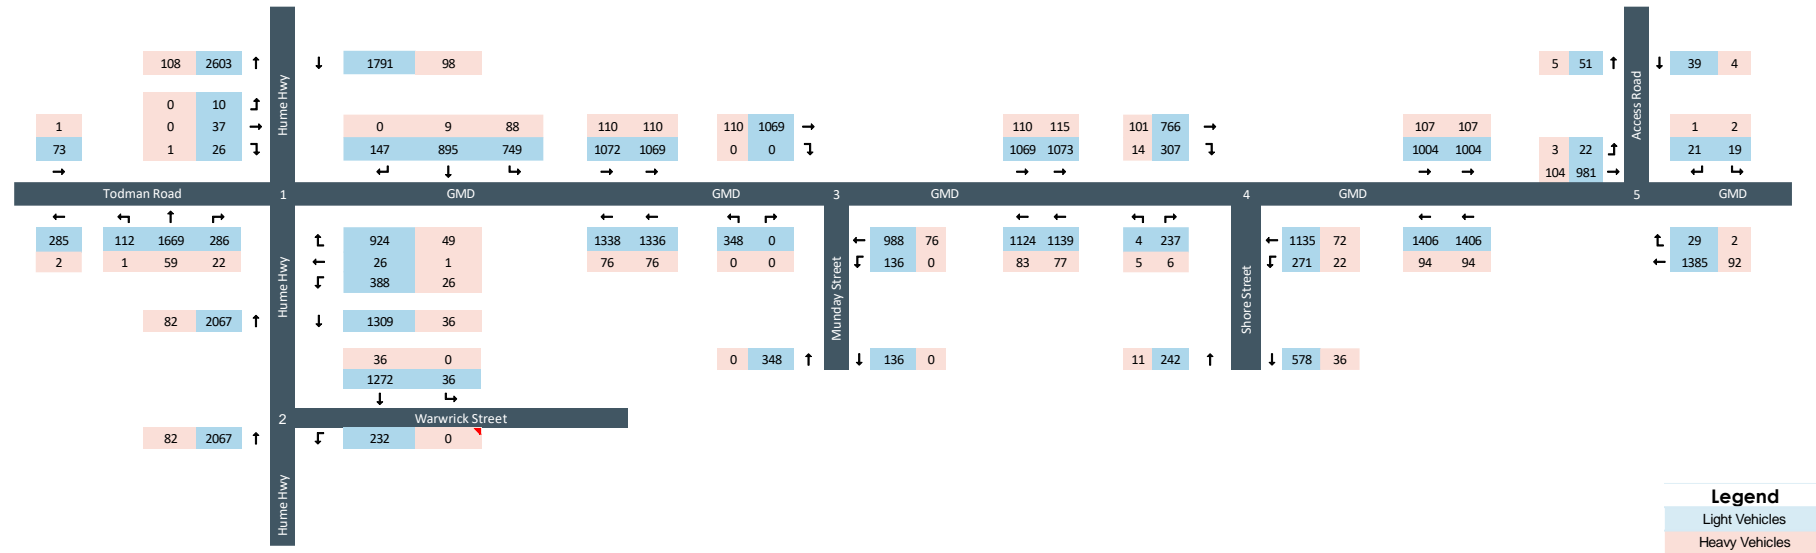 108 2603 1791 98 5 51 39 4
0 10
1 0 37 0 9 88 110 110 110 1069 110 115 101 766 107 107 1 2
73 1 26 147 895 749 1072 1069 0 0 1069 1073 14 307 1004 1004 3 22 21 19
104 981
Hume Hwy
Access Road
Todman Road 1 GMD GMD 3 GMD 4 GMD 5 GMD
285 112 1669 286 924 49 1338 1336 348 0 988 76 1124 1139 4 237 1135 72 1406 1406 29 2
2 1 59 22 26 1 76 76 0 0 136 0 83 77 5 6 271 22 94 94 1385 92
388 26
Hume Hwy
Munday Street
Shore Street
82 2067 1309 36
36 0 0 348 136 0 11 242 578 36
1272 36
2 Warwrick Street
82 2067 232 0
Hume Hwy
Legend
Light Vehicles
Heavy Vehicles